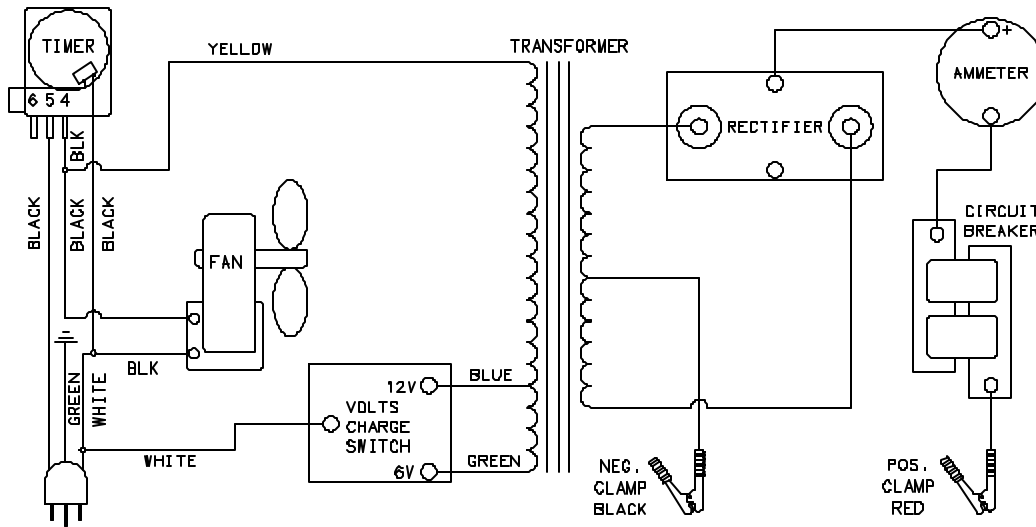 TIMER
6 5 4
BLK
YELLOW
TRANSFORMER
RECTIFIER
+
AMMETER
CIRCUIT
BREAKER
BLACK
BLACK
BLACK
FAN
BLK
GREEN
WHITE
WHITE
12V
VOLTS
CHARGE
SWITCH
6V
BLUE
GREEN
NEG.
CLAMP
BLACK
POS.
CLAMP
RED